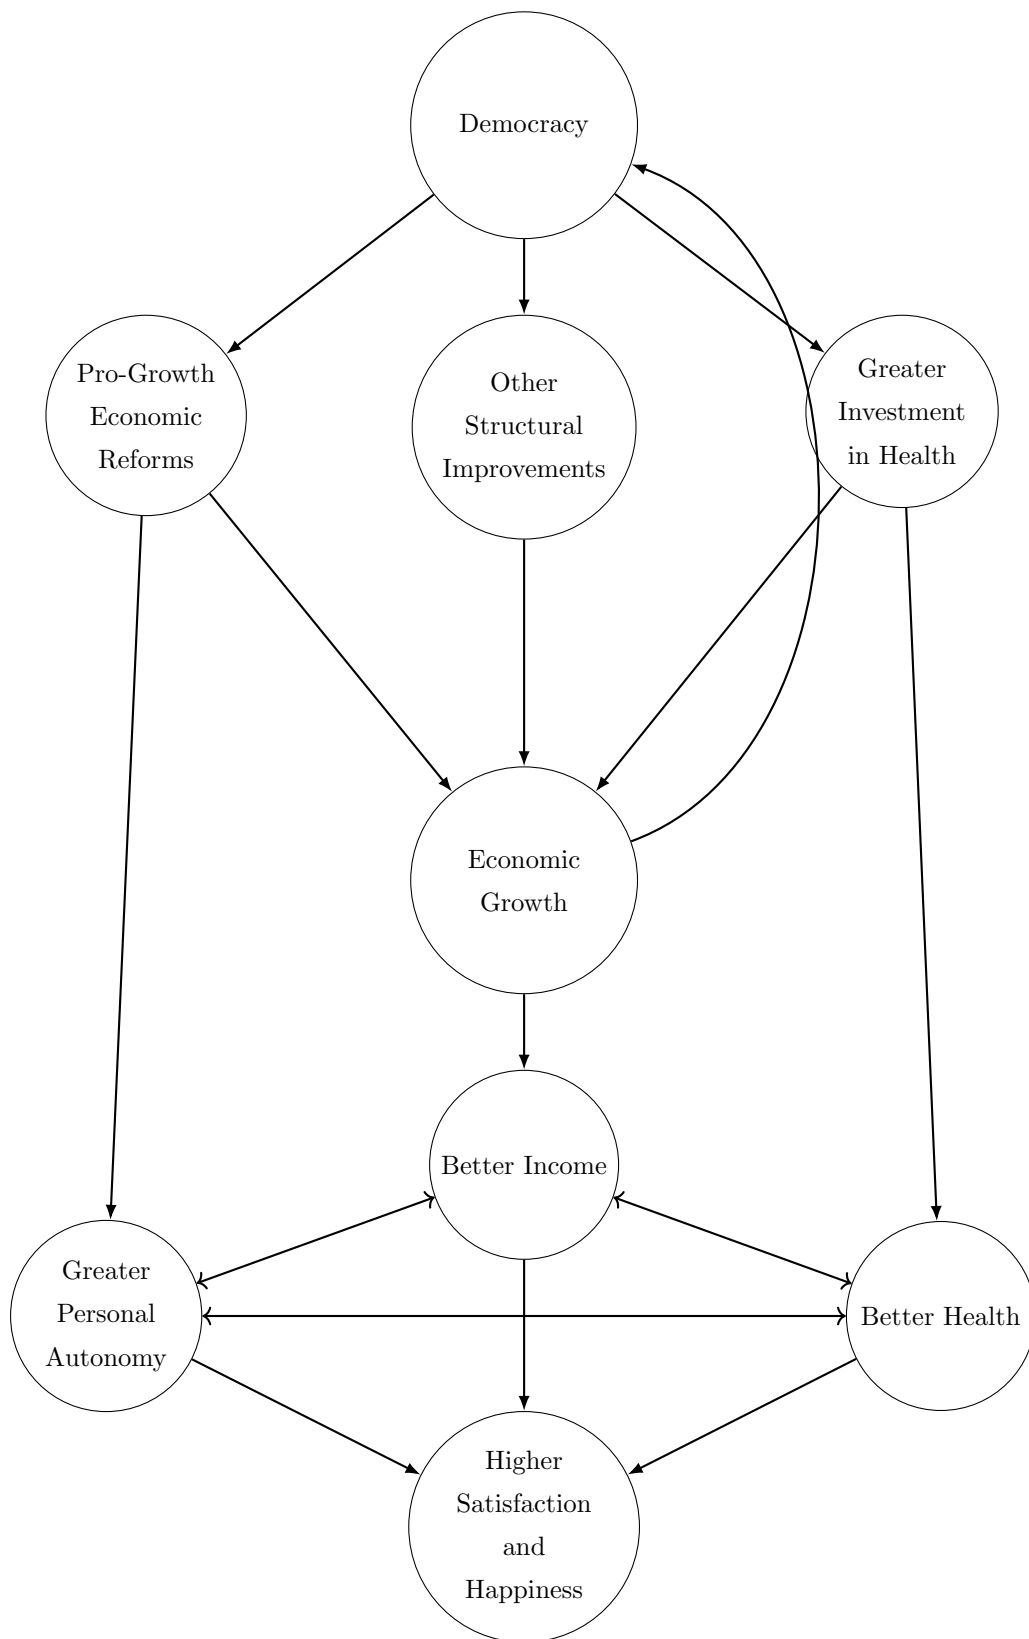 Democracy
Pro-Growth
Economic
Reforms
Other
Structural
Improvements
Greater
Investment
in Health
Economic
Growth
Better Income
Greater
Personal
Autonomy
Better Health
Higher
Satisfaction
and
Happiness